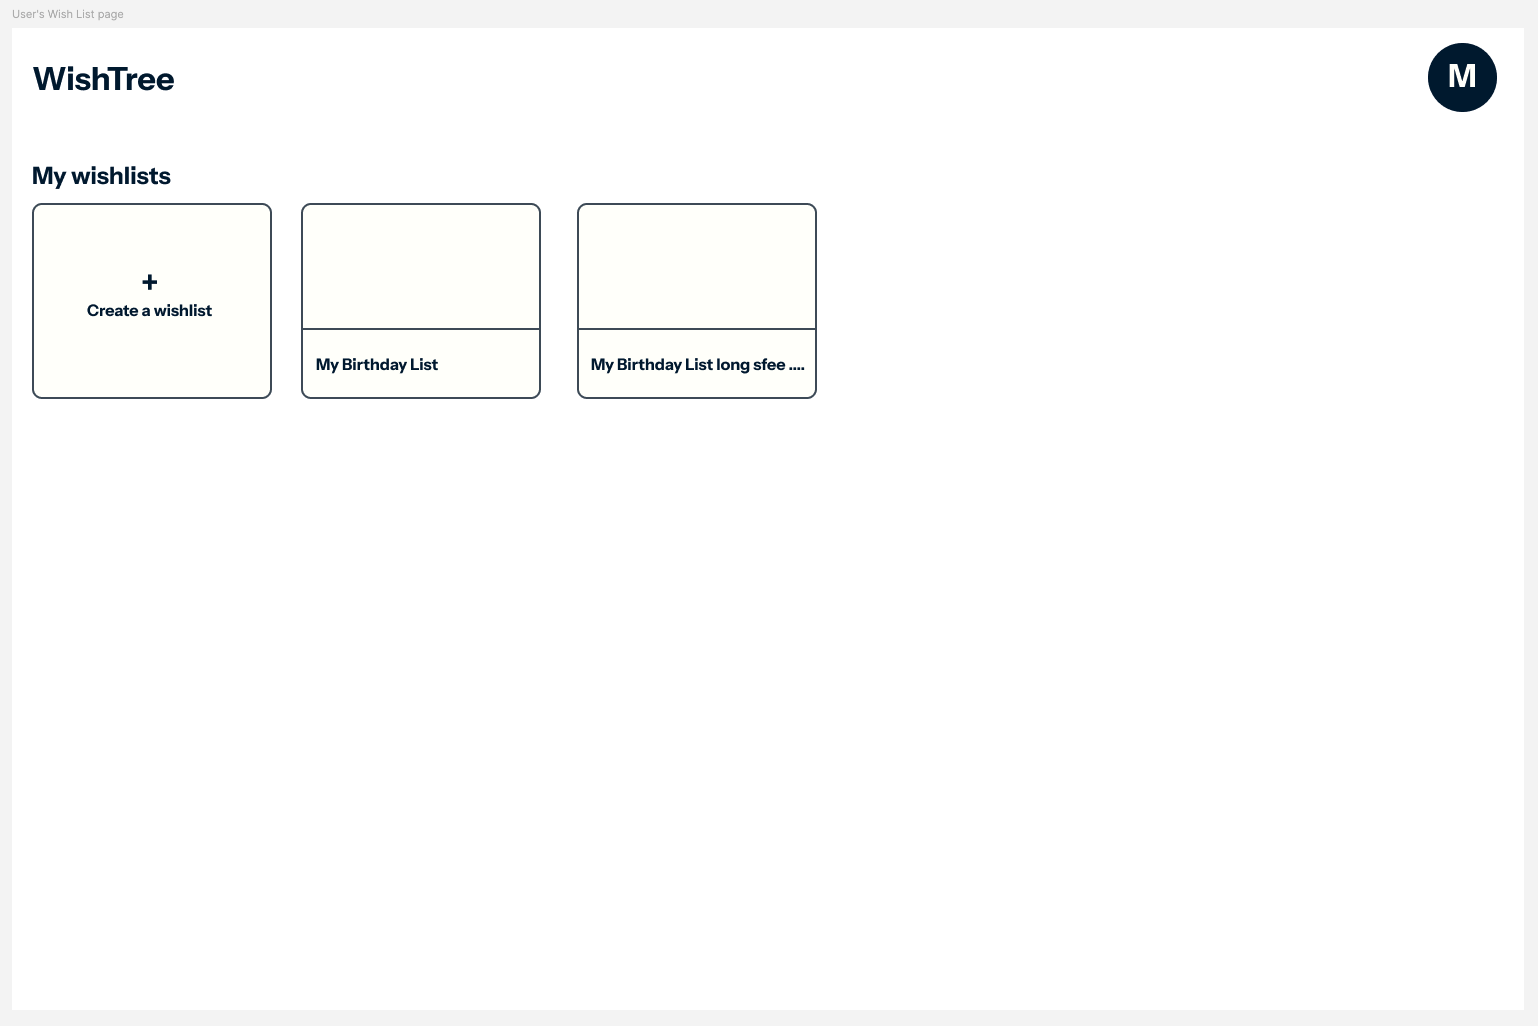 User's Wish List page
WishTree
M
My wishlists
+
Create a wishlist
My Birthday List
My Birthday List long sfee ....